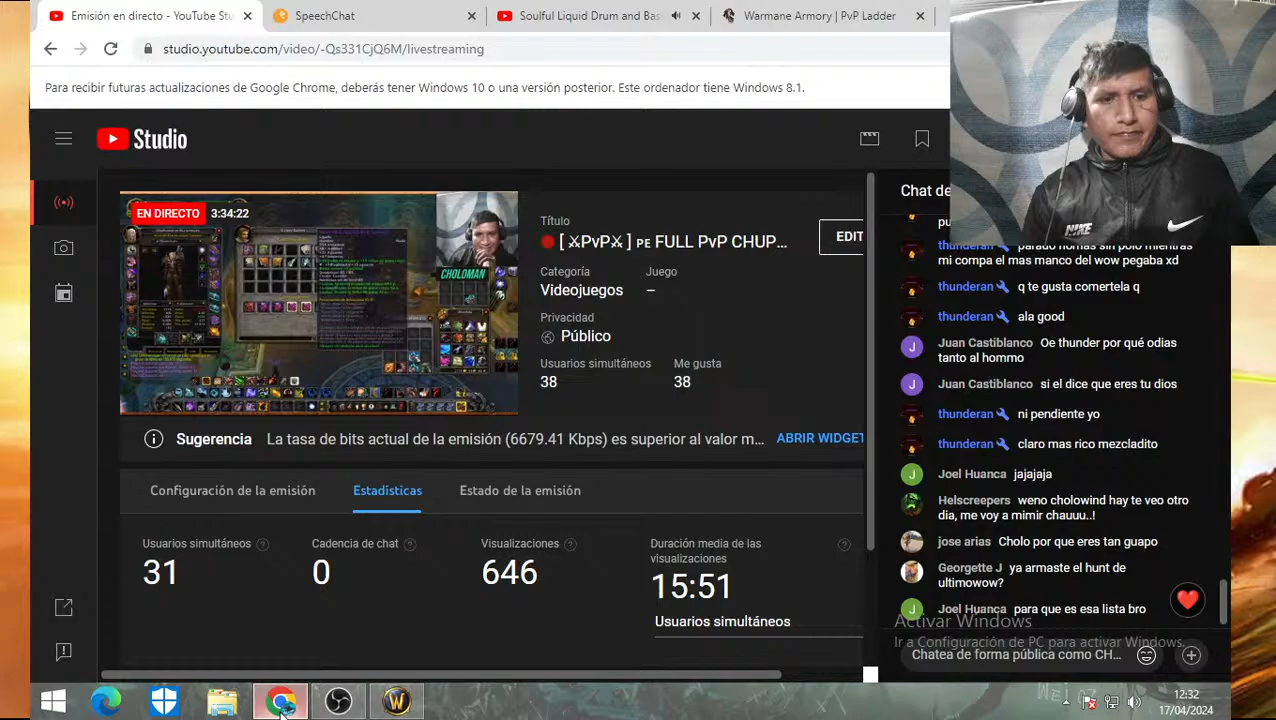 Emisión en directo - YouTube Stu
SpeechChat
Soulful Liquid Drum and Bas
Warmane Armory | PvP Ladder
studio.youtube.com/video/-Qs331CjQ6M/livestreaming
Para recibir futuras actualizaciones de Google Chrome, deberás tener Windows 10 o una versión posterior. Este ordenador tiene Windows 8.1.
Studio
EN DIRECTO 3:34:22
CHOLOMAN
Título
[⚔PvP⚔] PE FULL PvP CH
EDIT
Categoría
Juego
Videojuegos
–
Privacidad
Público
Usuarios simultáneos
Me gusta
38
38
Sugerencia La tasa de bits actual de la emisión (6679.41 Kbps) es superior al valor m...
ABRIR WIDGET
Configuración de la emisión
Estadísticas
Estado de la emisión
Usuarios simultáneos
31
Cadencia de chat
0
Visualizaciones
646
Duración media de las
visualizaciones
15:51
Usuarios simultáneos
Chat de
NIKE
thunderan parado nomas sin polo mientras
mi compa el mas manco del wow pegaba xd
thunderan q te gusta comertela q
thunderan ala good
Juan Castiblanco Oe thunder por qué odias
tanto al hommo
Juan Castiblanco si el dice que eres tu dios
thunderan ni pendiente yo
thunderan claro mas rico mezcladito
Joel Huanca jajajaja
Helscreepers weno cholowind hay te veo otro
dia, me voy a mimir chauuu..!
jose arias Cholo por que eres tan guapo
Georgette J ya armaste el hunt de
ultimowow?
Joel Huanca para que es esa lista bro
Activar Windows
Ir a Configuración de PC para activar Windows.
Chatea de forma pública como CH...
12:32
17/04/2024